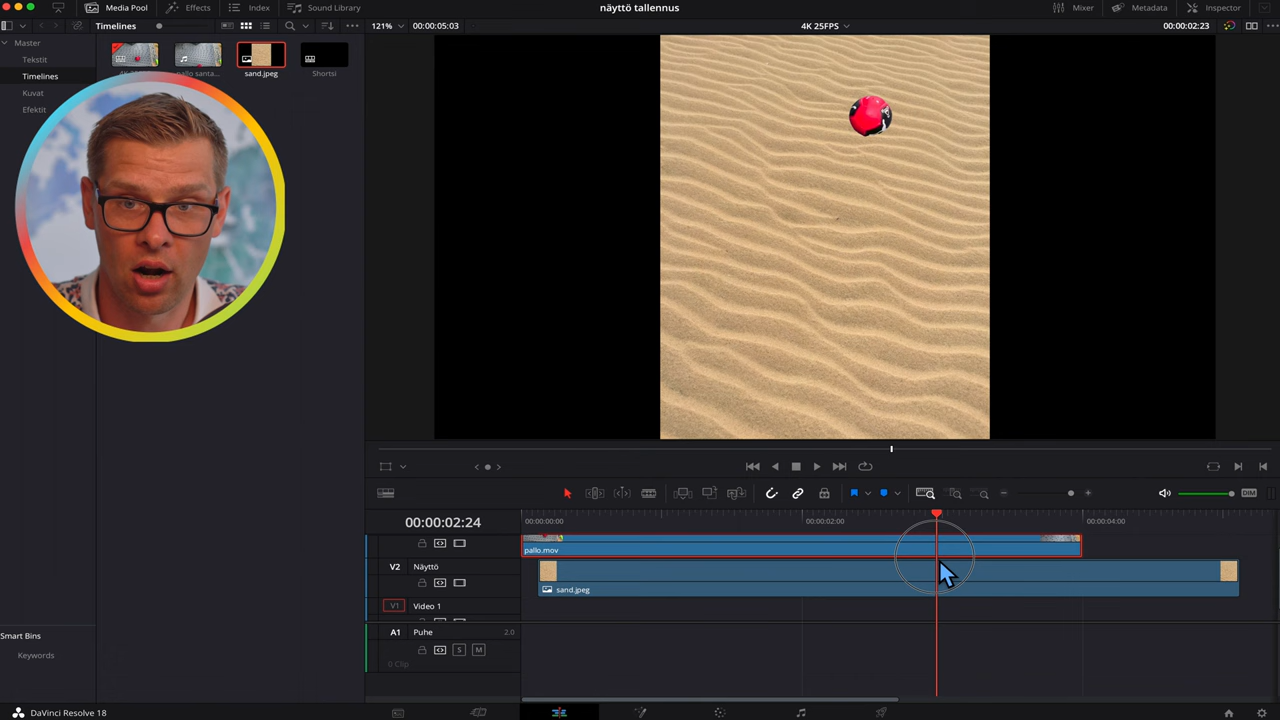 Media Pool Effects Index Sound Library näyttö tallennus Mixer Metadata Inspector
Timelines 121% 00:00:05:03 4K 25FPS 00:00:02:23
Master
Tekstit
Timelines
Kuvat
Efektit
sand.jpeg
Shortsi
00:00:02:24
00:00:00:00 00:00:02:00 00:00:04:00
pallo.mov
V2 Näyttö
sand.jpeg
V1 Video 1
A1 Puhe 2.0
S M
0 Clip
DIM
Smart Bins
Keywords
DaVinci Resolve 18